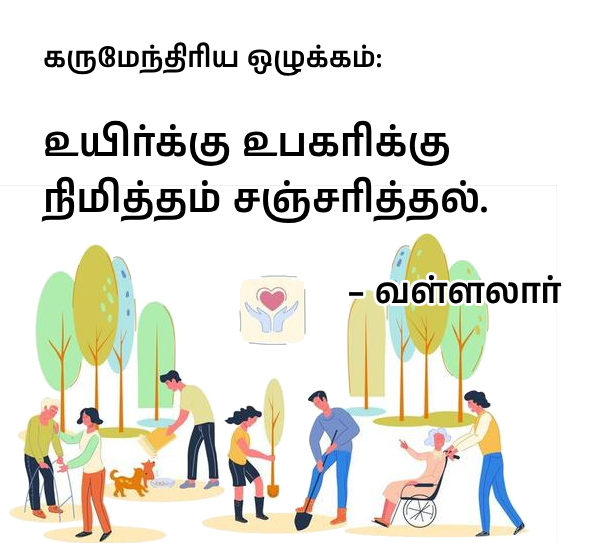 கருமேந்திரிய ஒழுக்கம்:
உயிர்க்கு உபகரிக்கு
நிமித்தம் சஞ்சரித்தல்.
– வள்ளலார்